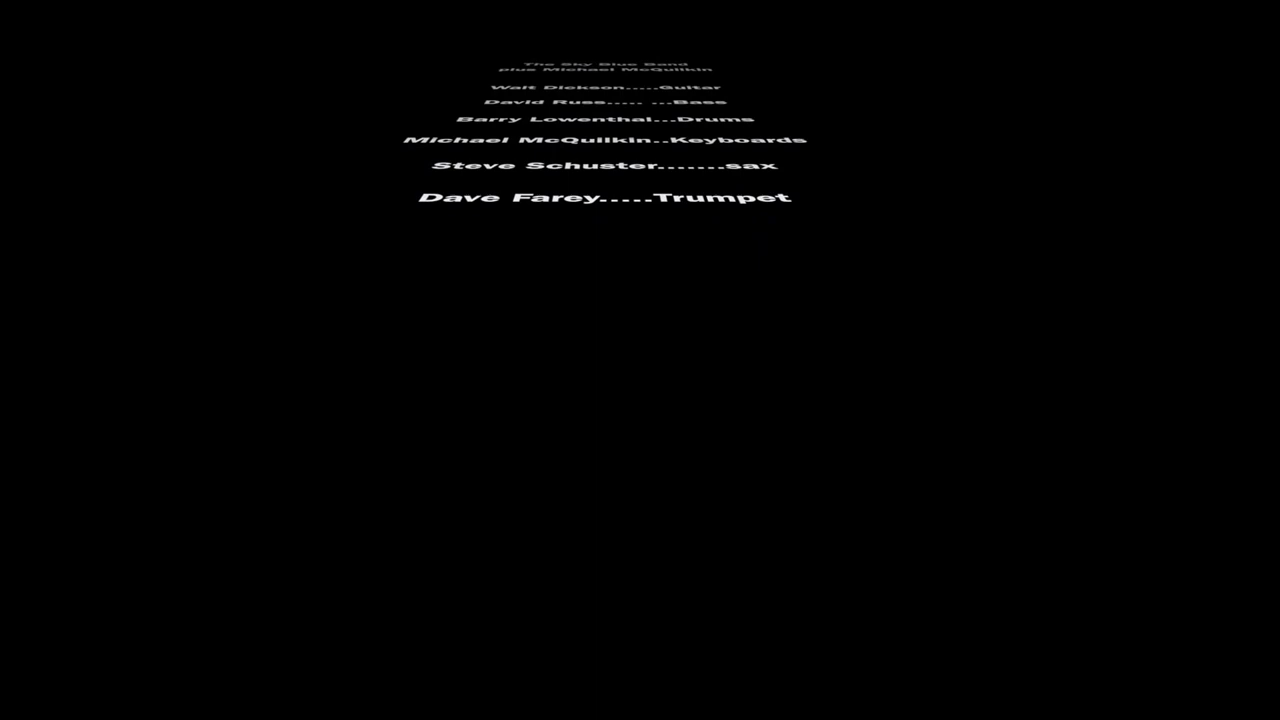 The Sky Blue Band
plus Michael McQuilkin
Walt Dickson.....Guitar
David Russ..... ...Bass
Barry Lowenthal...Drums
Michael McQuilkin..Keyboards
Steve Schuster.......sax
Dave Farey.....Trumpet